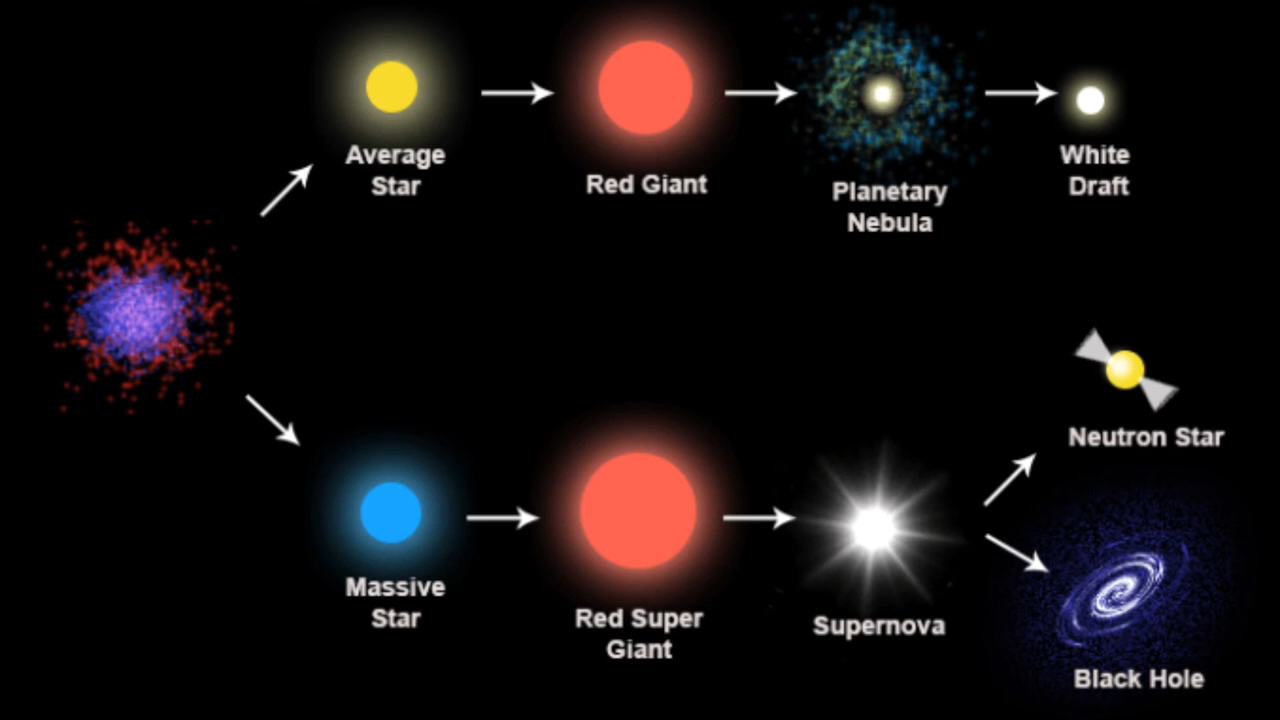 Average
Star
Red Giant
Planetary
Nebula
White
Draft
Neutron Star
Massive
Star
Red Super
Giant
Supernova
Black Hole